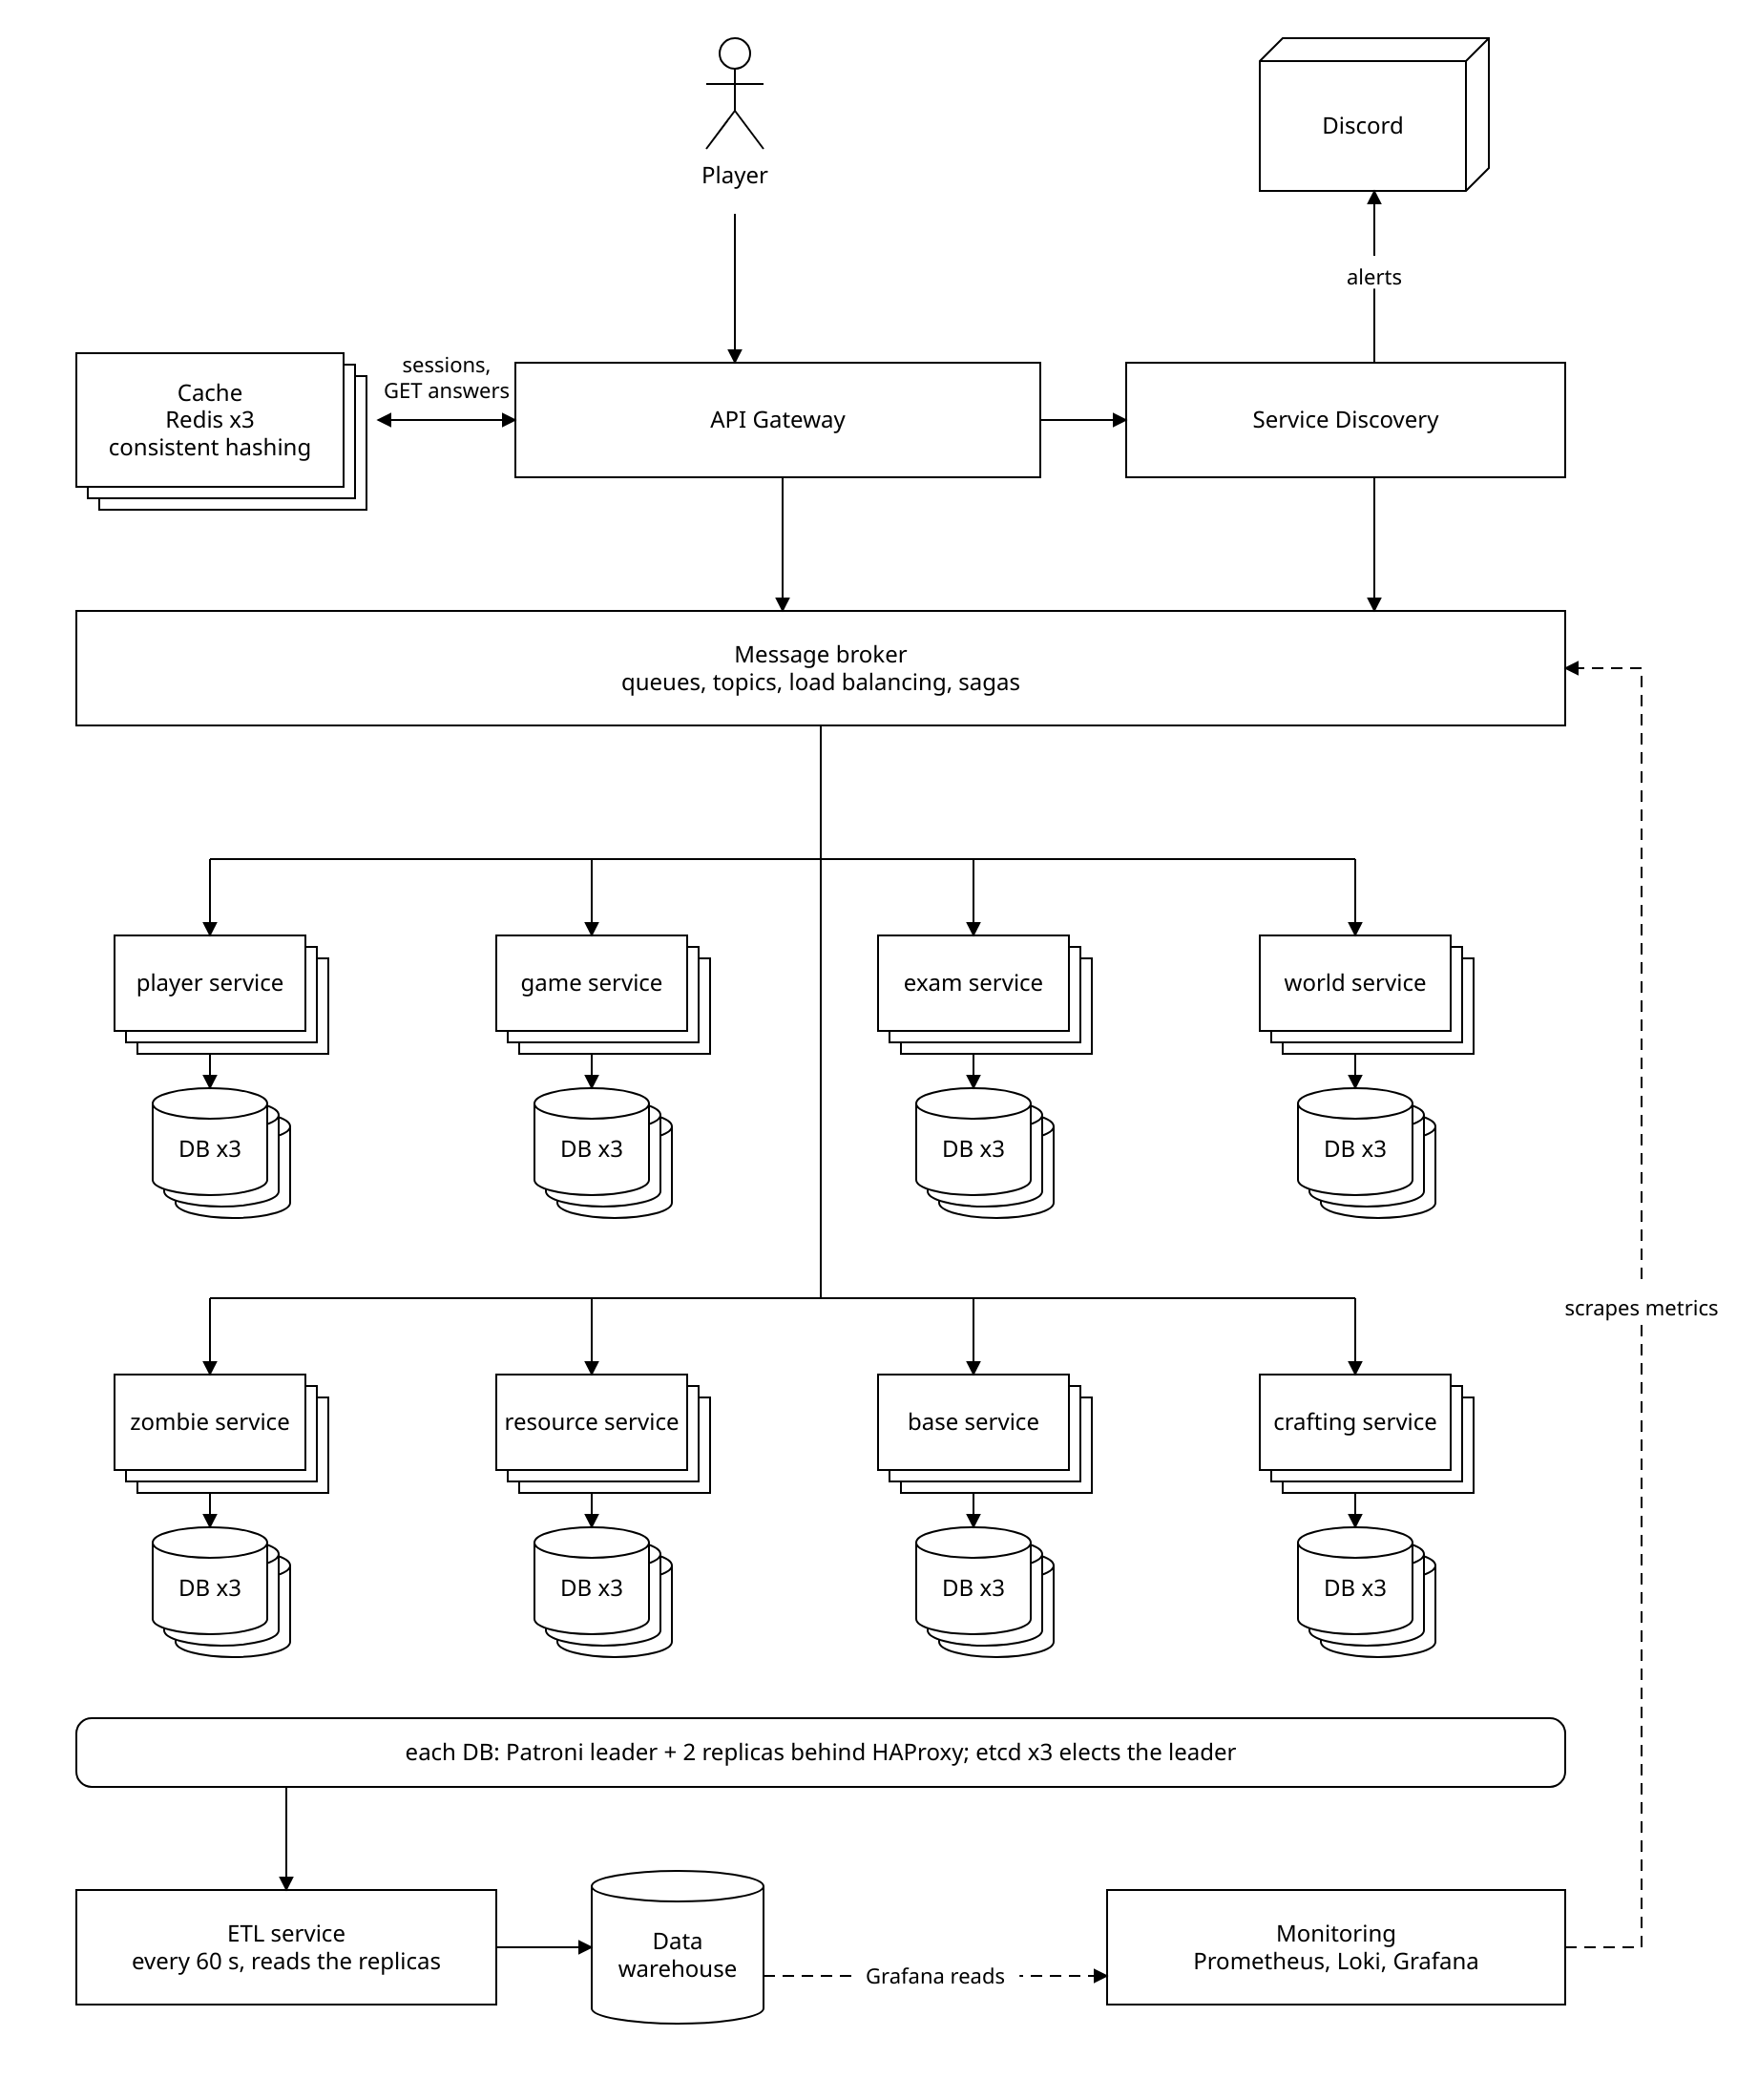 Player
Discord
alerts
Cache
Redis x3
consistent hashing
sessions,
GET answers
API Gateway
Service Discovery
Message broker
queues, topics, load balancing, sagas
player service
game service
exam service
world service
DB x3
DB x3
DB x3
DB x3
scrapes metrics
zombie service
resource service
base service
crafting service
DB x3
DB x3
DB x3
DB x3
each DB: Patroni leader + 2 replicas behind HAProxy; etcd x3 elects the leader
ETL service
every 60 s, reads the replicas
Data
warehouse
Grafana reads
Monitoring
Prometheus, Loki, Grafana